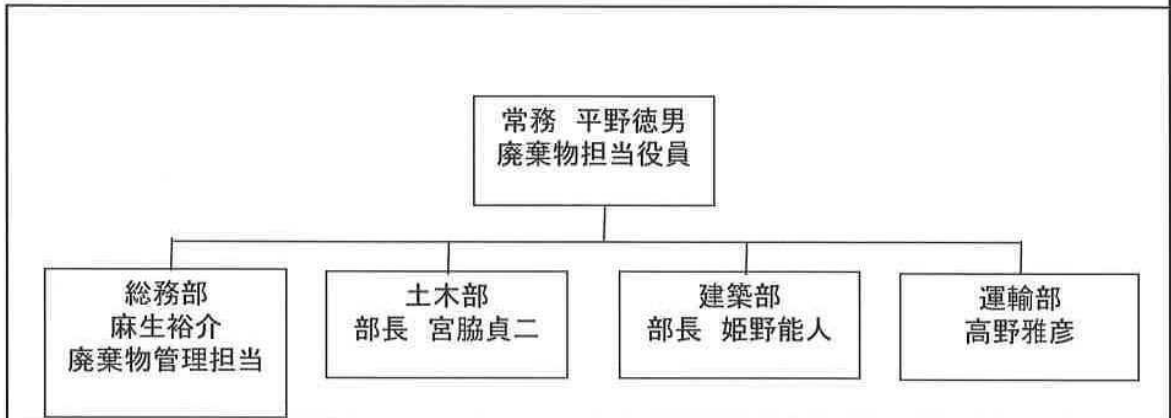 常務 平野徳男
廃棄物担当役員
総務部
麻生裕介
廃棄物管理担当
土木部
部長 宮脇貞二
建築部
部長 姫野能人
運輸部
高野雅彦